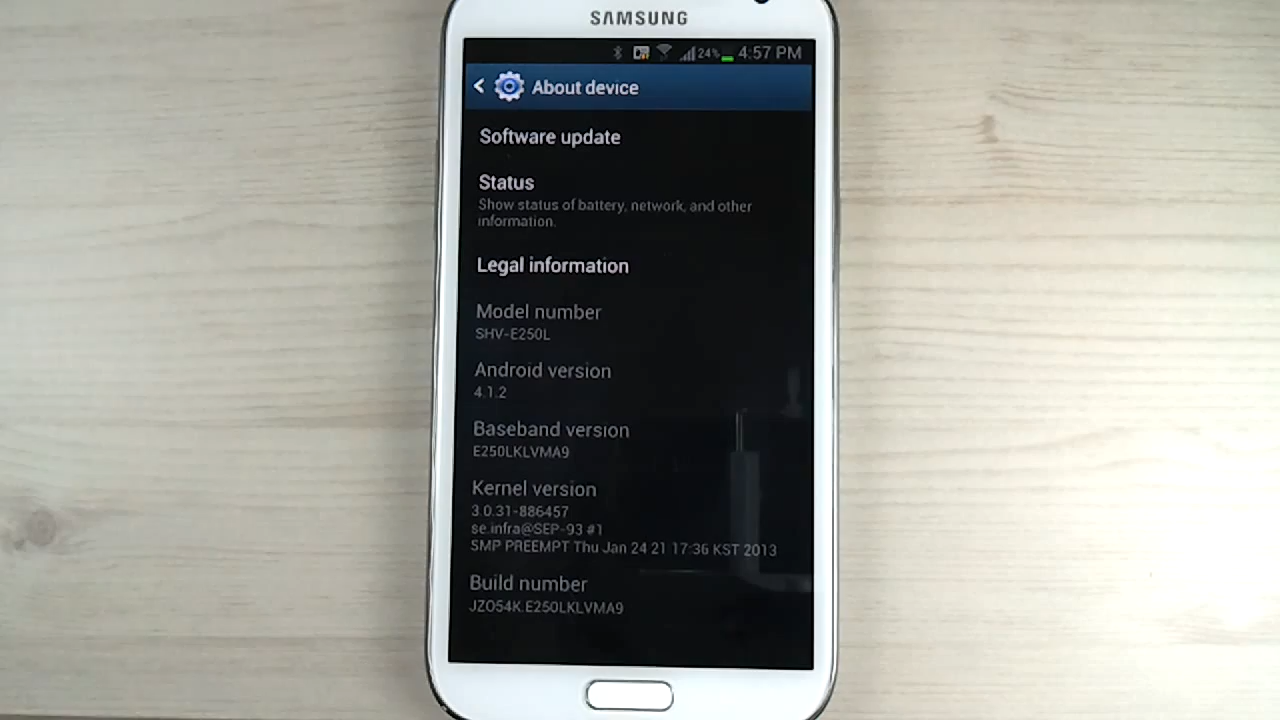 SAMSUNG
24% 4:57 PM
About device
Software update
Status
Show status of battery, network, and other
information.
Legal information
Model number
SHV-E250L
Android version
4.1.2
Baseband version
E250LKLVMA9
Kernel version
3.0.31-886457
se.infra@SEP-93 #1
SMP PREEMPT Thu Jan 24 21 17:36 KST 2013
Build number
JZO54K.E250LKLVMA9